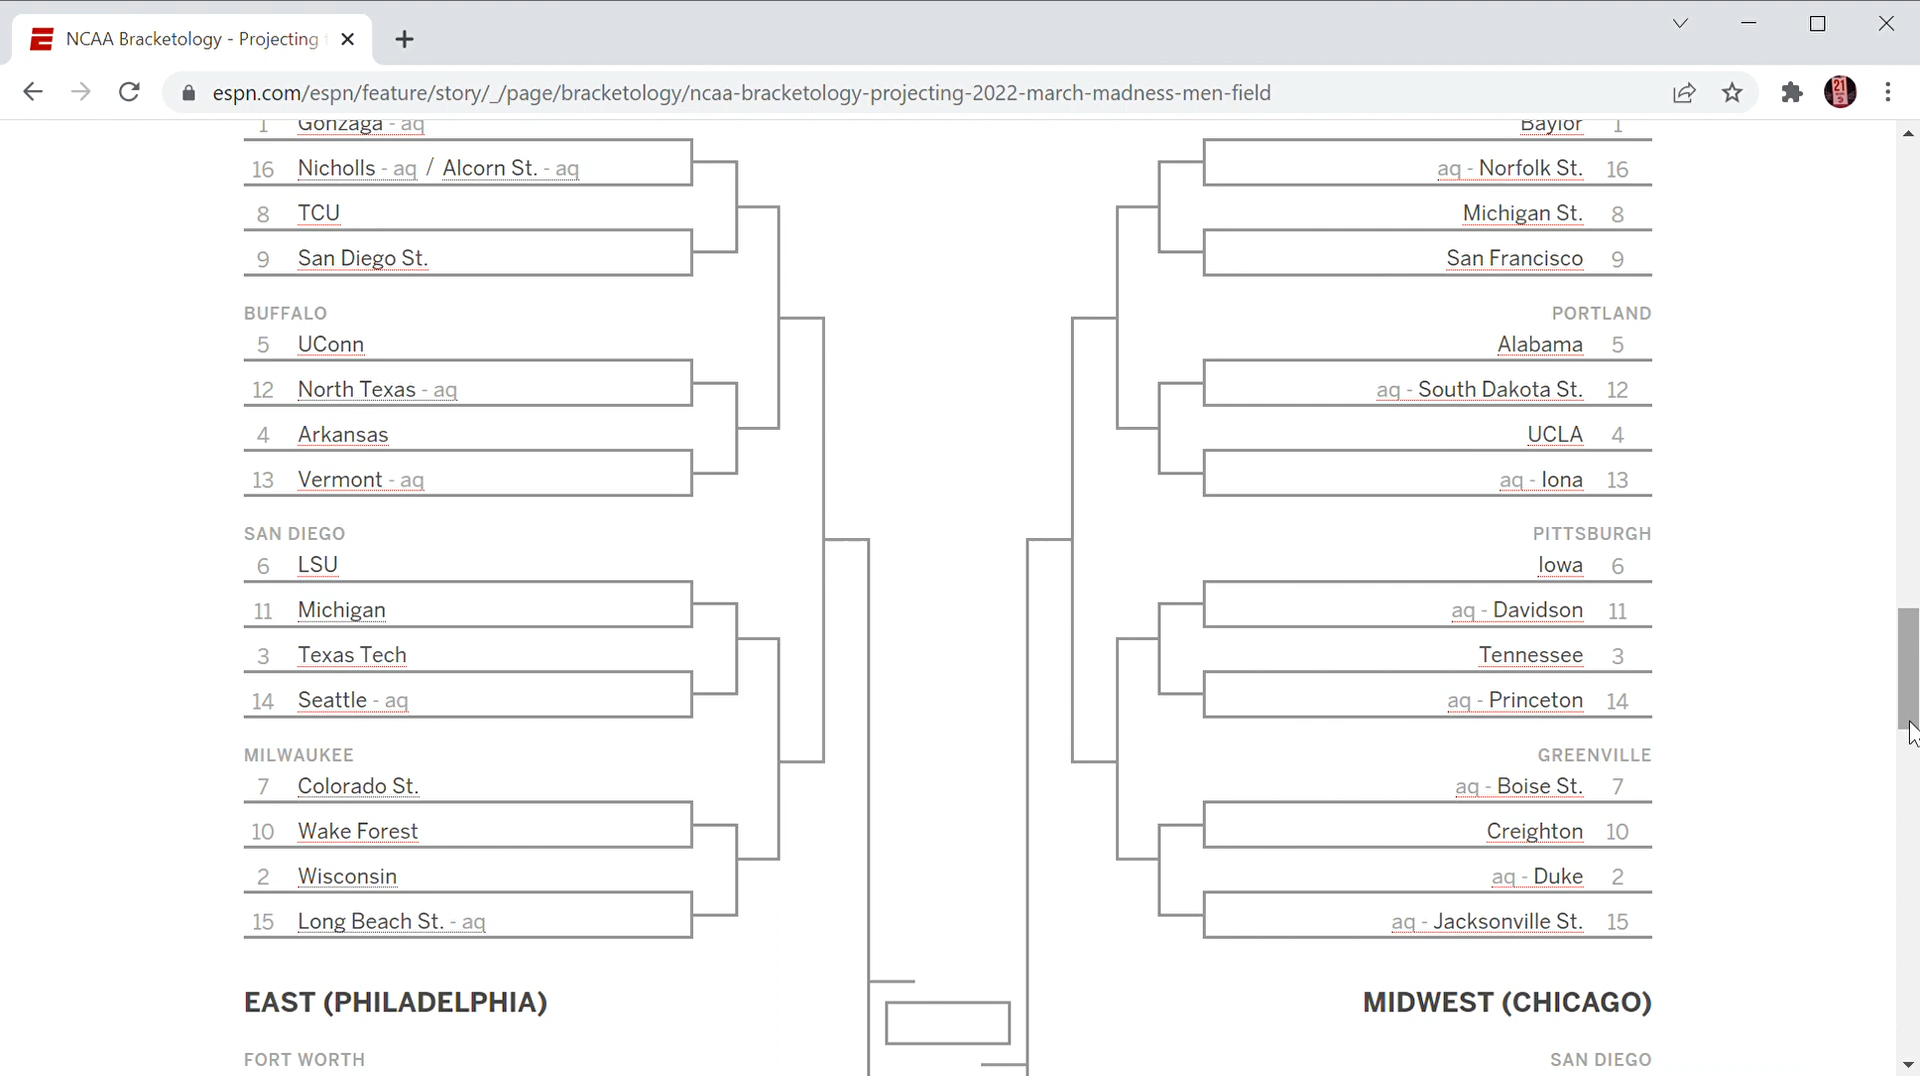 NCAA Bracketology - Projecting
espn.com/espn/feature/story/_/page/bracketology/ncaa-bracketology-projecting-2022-march-madness-men-field
21
1 Gonzaga - aq
16 Nicholls - aq / Alcorn St. - aq
8 TCU
9 San Diego St.
BUFFALO
5 UConn
12 North Texas - aq
4 Arkansas
13 Vermont - aq
SAN DIEGO
6 LSU
11 Michigan
3 Texas Tech
14 Seattle - aq
MILWAUKEE
7 Colorado St.
10 Wake Forest
2 Wisconsin
15 Long Beach St. - aq
EAST (PHILADELPHIA)
FORT WORTH
Baylor 1
aq - Norfolk St. 16
Michigan St. 8
San Francisco 9
PORTLAND
Alabama 5
aq - South Dakota St. 12
UCLA 4
aq - Iona 13
PITTSBURGH
Iowa 6
aq - Davidson 11
Tennessee 3
aq - Princeton 14
GREENVILLE
aq - Boise St. 7
Creighton 10
aq - Duke 2
aq - Jacksonville St. 15
MIDWEST (CHICAGO)
SAN DIEGO